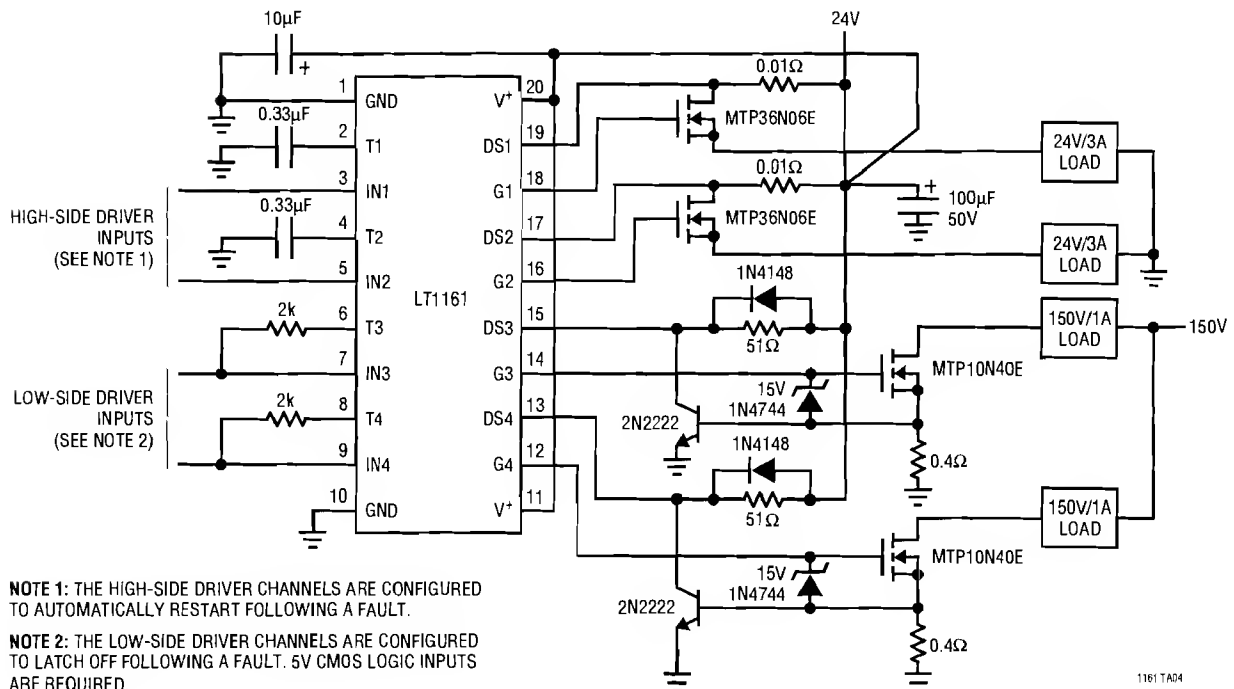 10µF
24V
0.01Ω
1
GND
V+
20
0.33µF
MTP36N06E
2
T1
DS1
19
24V/3A
LOAD
0.01Ω
3
IN1
G1
18
HIGH-SIDE DRIVER
INPUTS
(SEE NOTE 1)
0.33µF
4
T2
DS2
17
MTP36N06E
+
100µF
50V
24V/3A
LOAD
5
IN2
G2
16
LT1161
1N4148
2k
6
T3
DS3
15
51Ω
150V/1A
LOAD
150V
7
IN3
G3
14
MTP10N40E
LOW-SIDE DRIVER
INPUTS
(SEE NOTE 2)
2k
8
T4
DS4
13
15V
1N4744
2N2222
1N4148
9
IN4
G4
12
0.4Ω
10
GND
V+
11
51Ω
150V/1A
LOAD
MTP10N40E
15V
1N4744
2N2222
0.4Ω
+
NOTE 1: THE HIGH-SIDE DRIVER CHANNELS ARE CONFIGURED
TO AUTOMATICALLY RESTART FOLLOWING A FAULT.
NOTE 2: THE LOW-SIDE DRIVER CHANNELS ARE CONFIGURED
TO LATCH OFF FOLLOWING A FAULT. 5V CMOS LOGIC INPUTS
ARE REQUIRED
1161 TA04